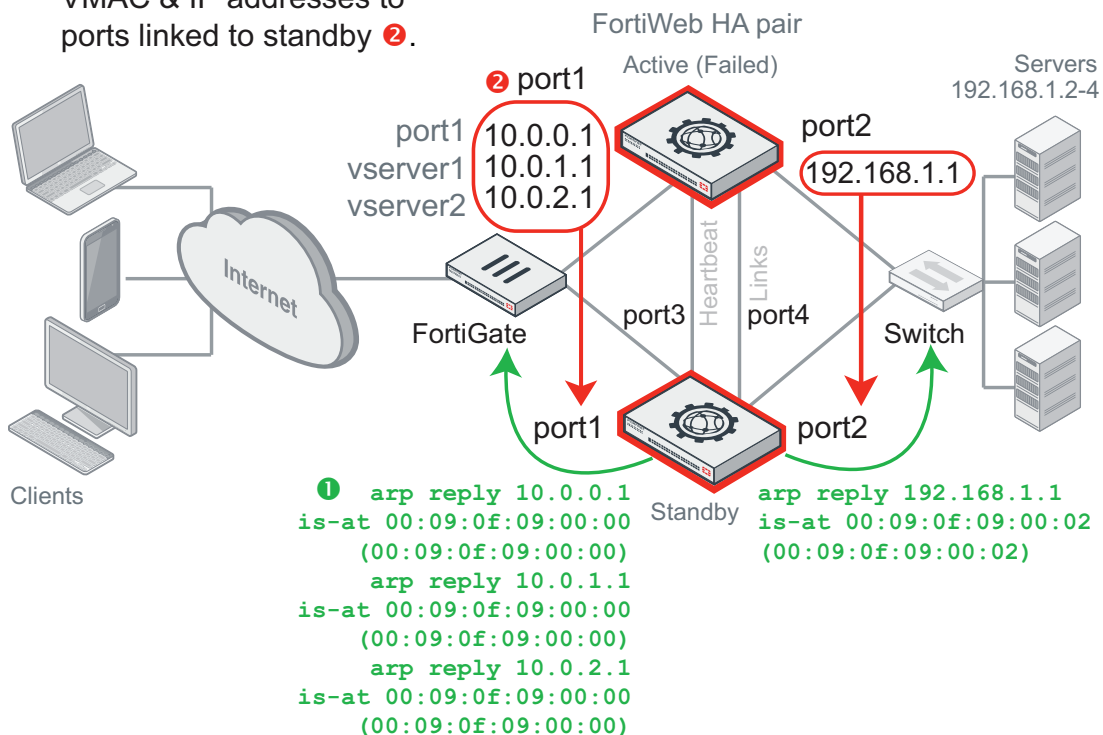 VMAC & IP addresses to
ports linked to standby ❷.
FortiWeb HA pair
Active (Failed)
Servers
192.168.1.2-4
❷ port1
port1 10.0.0.1
vserver1 10.0.1.1
vserver2 10.0.2.1
port2
192.168.1.1
Internet
Heartbeat
Links
FortiGate
port3
port4
Switch
port1
port2
Clients
Standby
❶ arp reply 10.0.0.1
is-at 00:09:0f:09:00:00
(00:09:0f:09:00:00)
arp reply 10.0.1.1
is-at 00:09:0f:09:00:00
(00:09:0f:09:00:00)
arp reply 10.0.2.1
is-at 00:09:0f:09:00:00
(00:09:0f:09:00:00)
arp reply 192.168.1.1
is-at 00:09:0f:09:00:02
(00:09:0f:09:00:02)